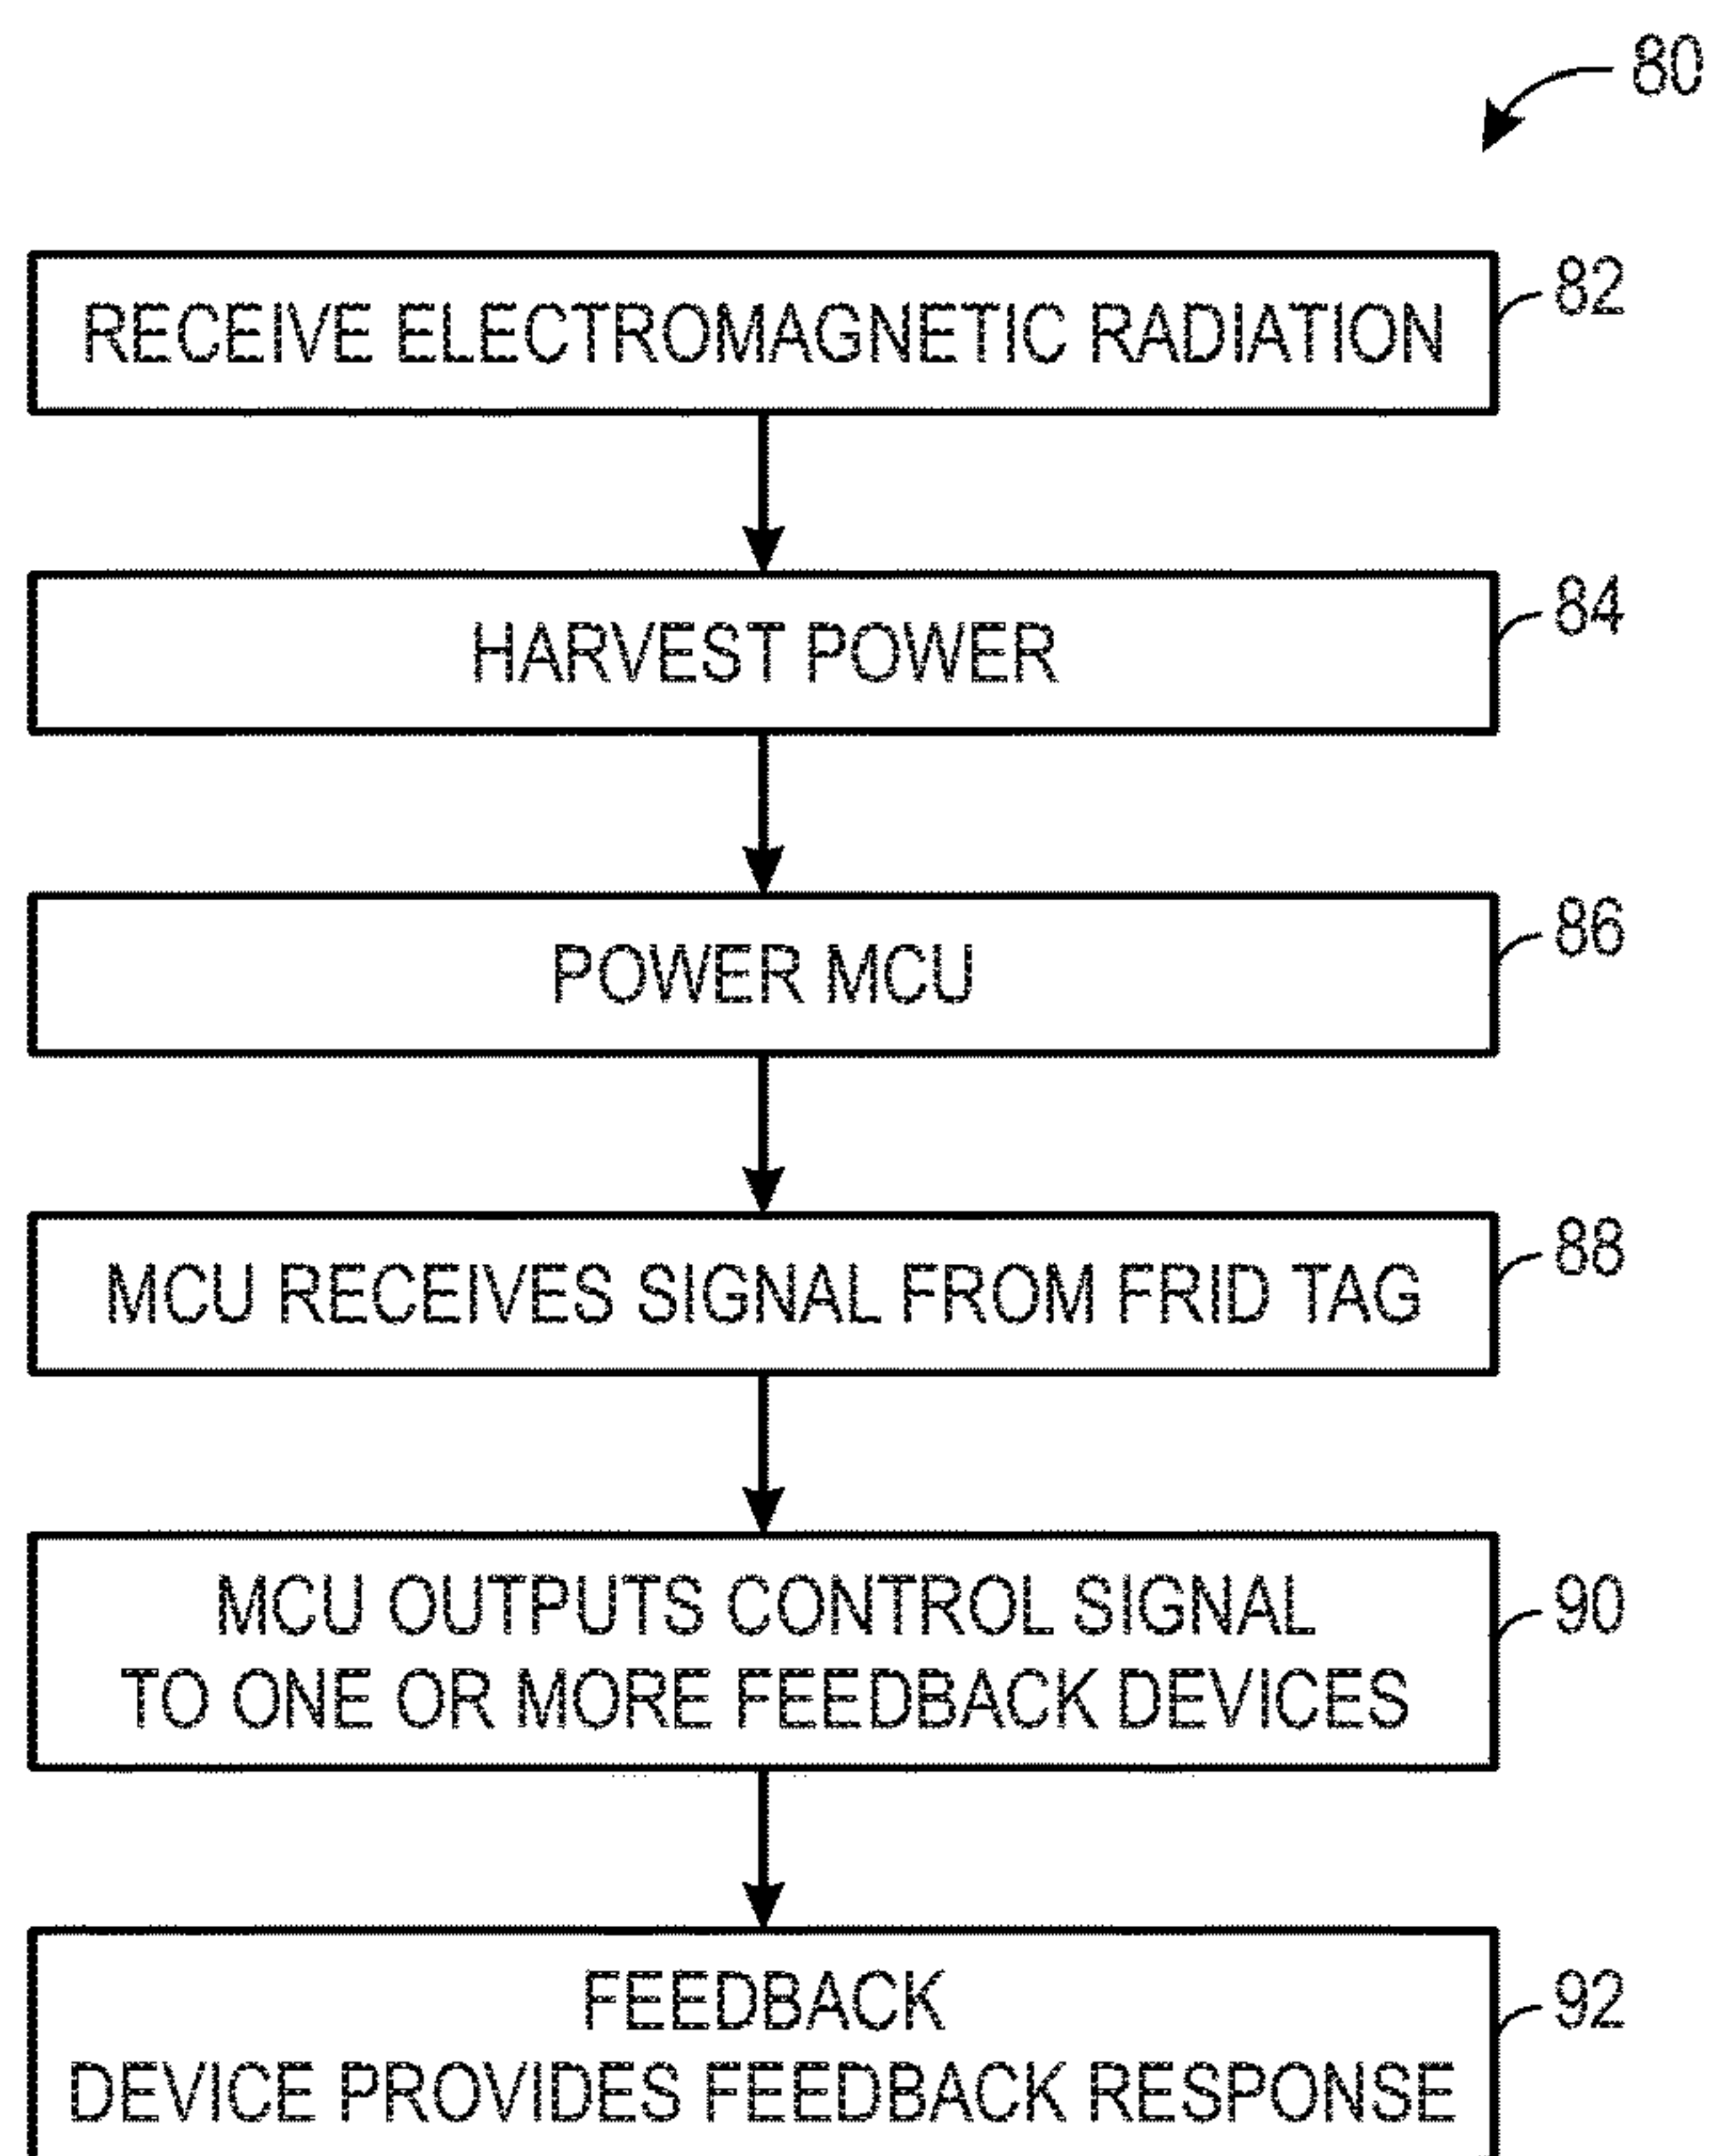 80
RECEIVE ELECTROMAGNETIC RADIATION
82
HARVEST POWER
84
POWER MCU
86
MCU RECEIVES SIGNAL FROM FRID TAG
88
MCU OUTPUTS CONTROL SIGNAL
TO ONE OR MORE FEEDBACK DEVICES
90
FEEDBACK
DEVICE PROVIDES FEEDBACK RESPONSE
92